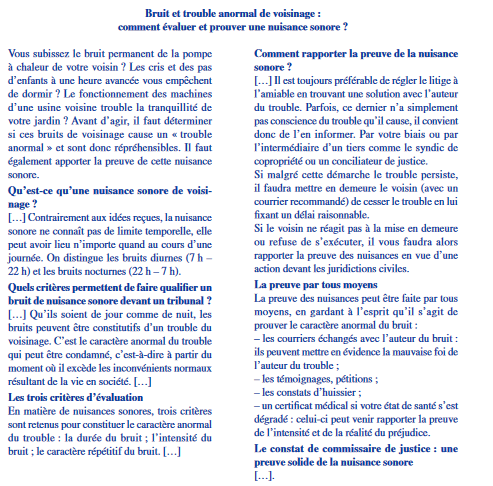 Bruit et trouble anormal de voisinage :
comment évaluer et prouver une nuisance sonore ?
Vous subissez le bruit permanent de la pompe
à chaleur de votre voisin ? Les cris et des pas
d’enfants à une heure avancée vous empêchent
de dormir ? Le fonctionnement des machines
d’une usine voisine trouble la tranquillité de
votre jardin ? Avant d’agir, il faut déterminer
si ces bruits de voisinage cause un « trouble
anormal » et sont donc répréhensibles. Il faut
également apporter la preuve de cette nuisance
sonore.
Qu’est-ce qu’une nuisance sonore de voisi-
nage ?
[…] Contrairement aux idées reçues, la nuisance
sonore ne connaît pas de limite temporelle, elle
peut avoir lieu n’importe quand au cours d’une
journée. On distingue les bruits diurnes (7 h –
22 h) et les bruits nocturnes (22 h – 7 h).
Quels critères permettent de faire qualifier un
bruit de nuisance sonore devant un tribunal ?
[…] Qu’ils soient de jour comme de nuit, les
bruits peuvent être constitutifs d’un trouble du
voisinage. C’est le caractère anormal du trouble
qui peut être condamné, c’est-à-dire à partir du
moment où il excède les inconvénients normaux
résultant de la vie en société. […]
Les trois critères d’évaluation
En matière de nuisances sonores, trois critères
sont retenus pour constituer le caractère anormal
du trouble : la durée du bruit ; l’intensité du
bruit ; le caractère répétitif du bruit. […]
Comment rapporter la preuve de la nuisance
sonore ?
[…] Il est toujours préférable de régler le litige à
l’amiable en trouvant une solution avec l’auteur
du trouble. Parfois, ce dernier n’a simplement
pas conscience du trouble qu’il cause, il convient
donc de l’en informer. Par votre biais ou par
l’intermédiaire d’un tiers comme le syndic de
copropriété ou un conciliateur de justice.
Si malgré cette démarche le trouble persiste,
il faudra mettre en demeure le voisin (avec un
courrier recommandé) de cesser le trouble en lui
fixant un délai raisonnable.
Si le voisin ne réagit pas à la mise en demeure
ou refuse de s’exécuter, il vous faudra alors
rapporter la preuve des nuisances en vue d’une
action devant les juridictions civiles.
La preuve par tous moyens
La preuve des nuisances peut être faite par tous
moyens, en gardant à l’esprit qu’il s’agit de
prouver le caractère anormal du bruit :
– les courriers échangés avec l’auteur du bruit :
ils peuvent mettre en évidence la mauvaise foi de
l’auteur du trouble ;
– les témoignages, pétitions ;
– les constats d’huissier ;
– un certificat médical si votre état de santé s’est
dégradé : celui-ci peut venir rapporter la preuve
de l’intensité et de la réalité du préjudice.
Le constat de commissaire de justice : une
preuve solide de la nuisance sonore
[…].